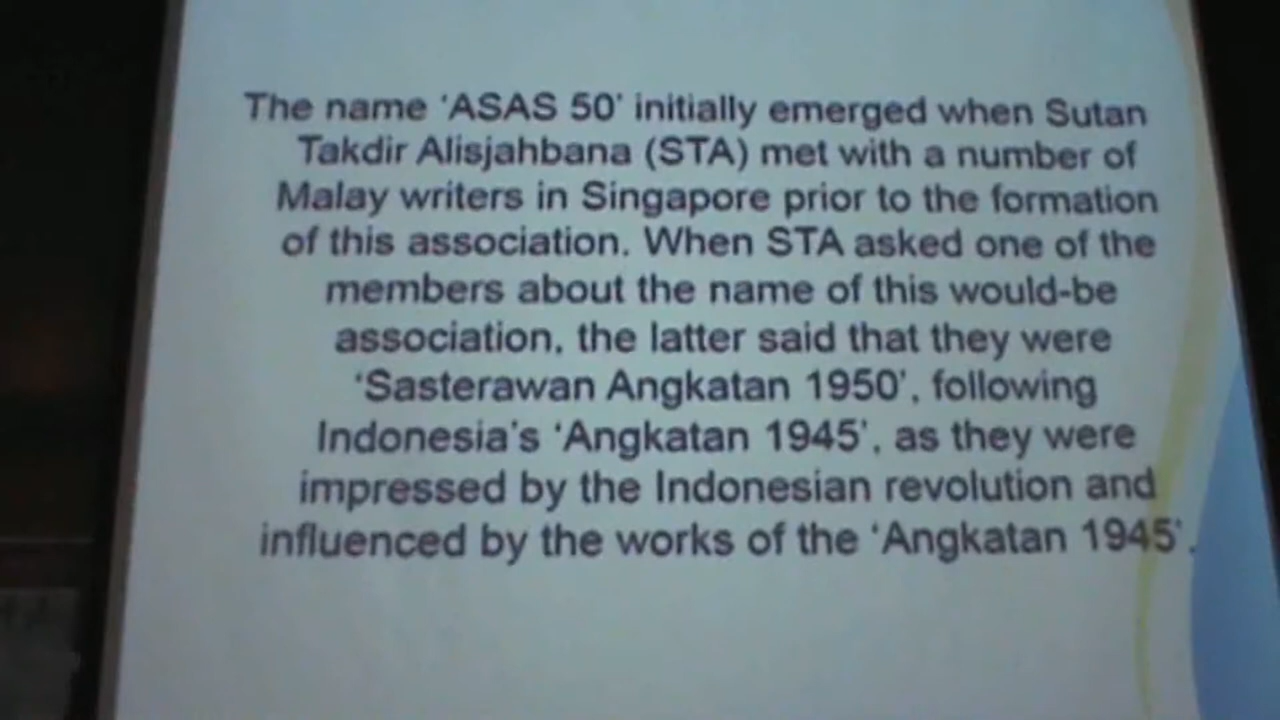 The name 'ASAS 50' initially emerged when Sutan
Takdir Alisjahbana (STA) met with a number of
Malay writers in Singapore prior to the formation
of this association. When STA asked one of the
members about the name of this would-be
association, the latter said that they were
'Sasterawan Angkatan 1950', following
Indonesia's 'Angkatan 1945', as they were
impressed by the Indonesian revolution and
influenced by the works of the 'Angkatan 1945'.